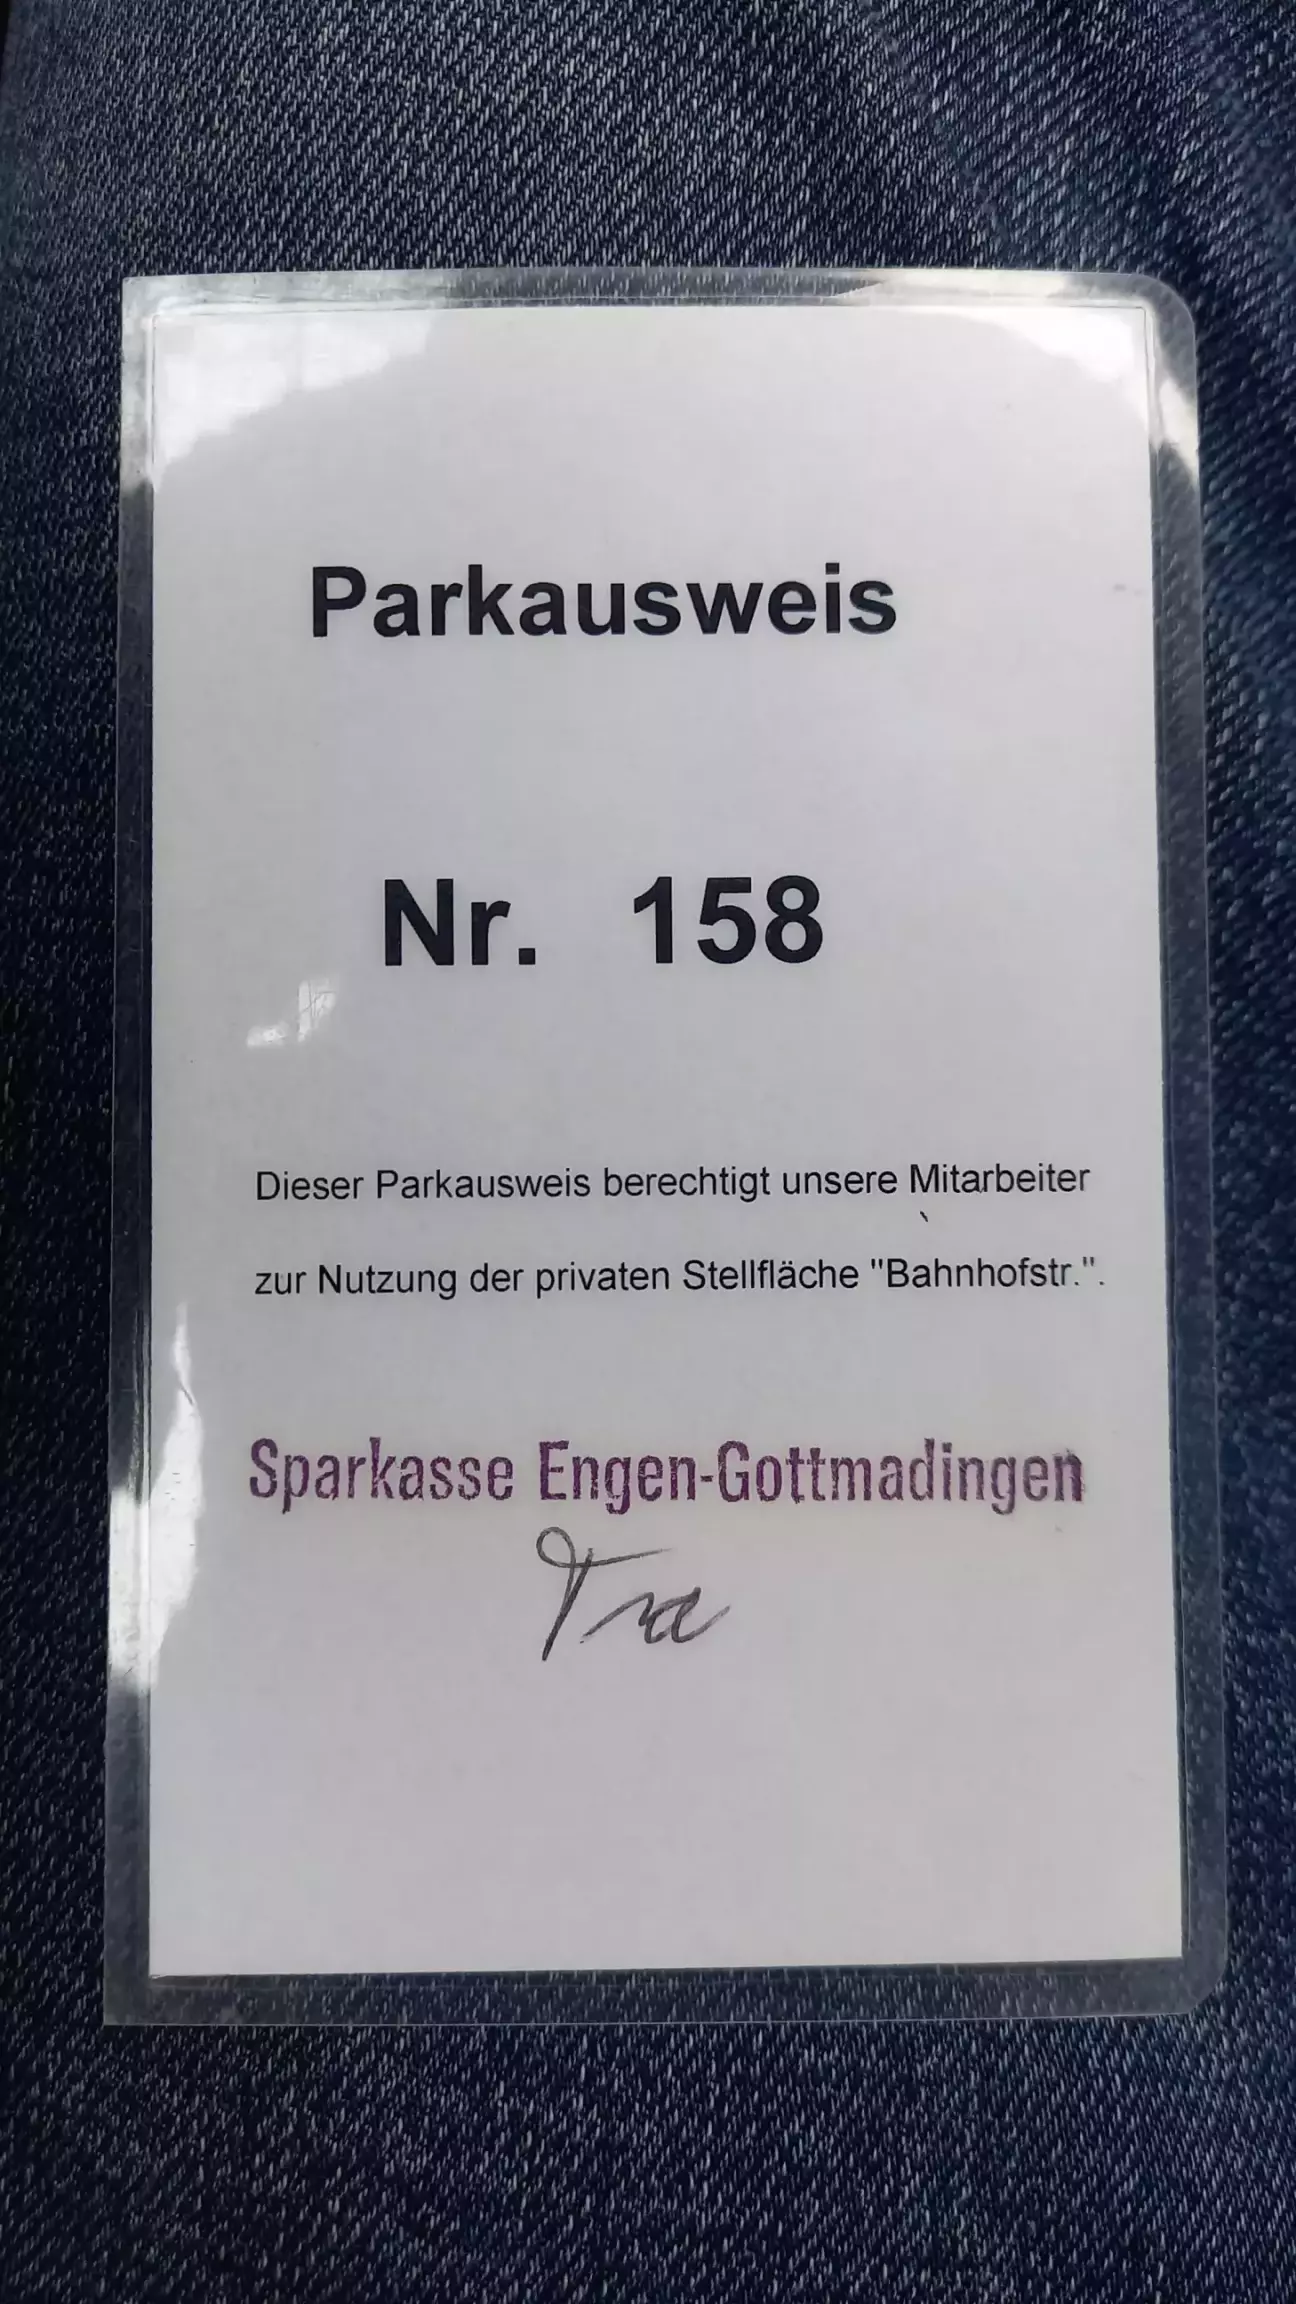 Parkausweis
Nr. 158
Dieser Parkausweis berechtigt unsere Mitarbeiter
zur Nutzung der privaten Stellfläche "Bahnhofstr.".
Sparkasse Engen-Gottmadingen